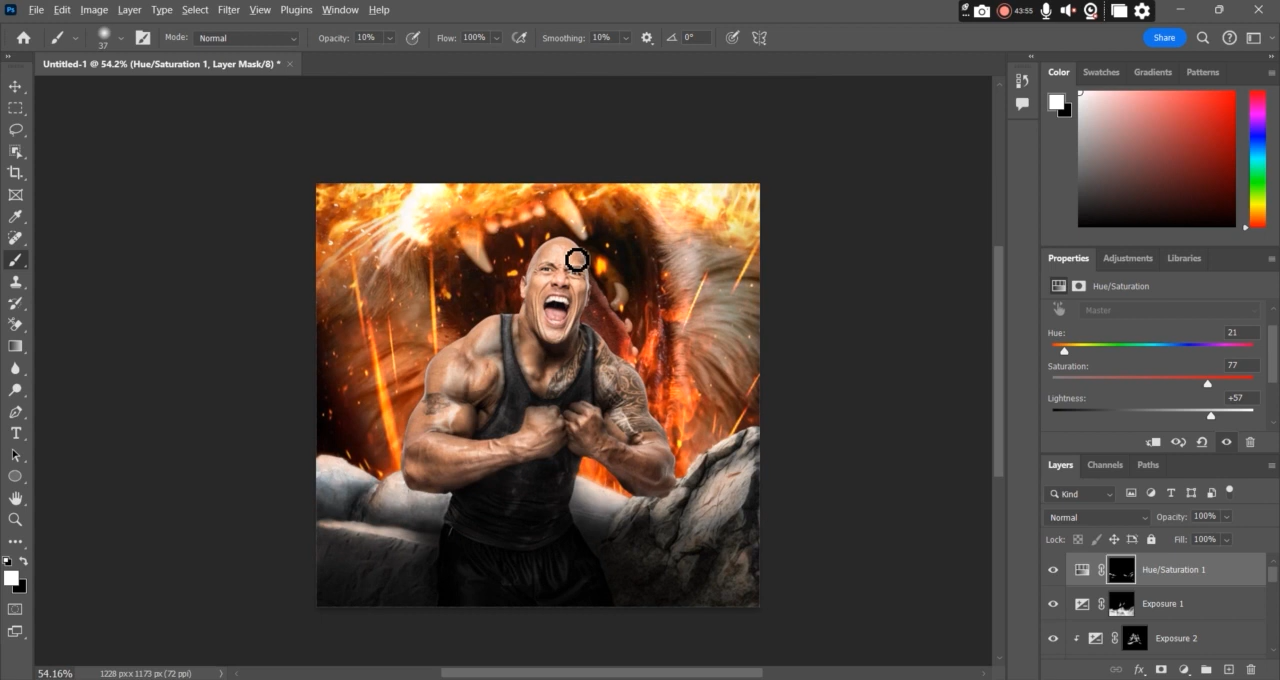 Ps File Edit Image Layer Type Select Filter View Plugins Window Help 43:55
37 Mode: Normal Opacity: 10% Flow: 100% Smoothing: 10% 0° Share
Untitled-1 @ 54.2% (Hue/Saturation 1, Layer Mask/8) *
Color Swatches Gradients Patterns
Properties Adjustments Libraries
Hue/Saturation
Master
Hue: 21
Saturation: 77
Lightness: +57
Layers Channels Paths
Kind
Normal Opacity: 100%
Lock: Fill: 100%
Hue/Saturation 1
Exposure 1
Exposure 2
54.16% 1228 px x 1173 px (72 ppi)
fx